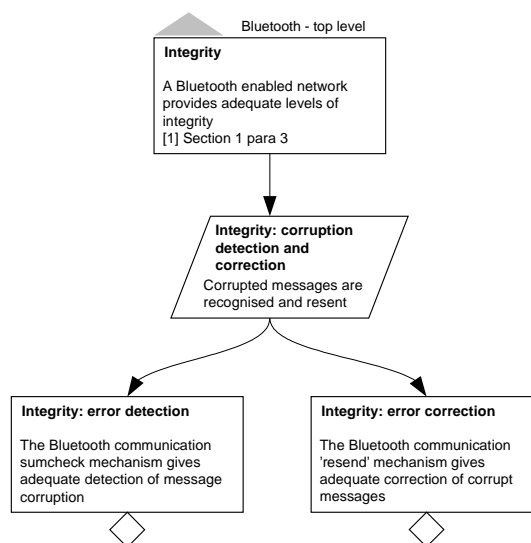 Bluetooth - top level
Integrity
A Bluetooth enabled network
provides adequate levels of
integrity
[1] Section 1 para 3
Integrity: corruption
detection and
correction
Corrupted messages are
recognised and resent
Integrity: error detection
The Bluetooth communication
sumcheck mechanism gives
adequate detection of message
corruption
Integrity: error correction
The Bluetooth communication
'resend' mechanism gives
adequate correction of corrupt
messages